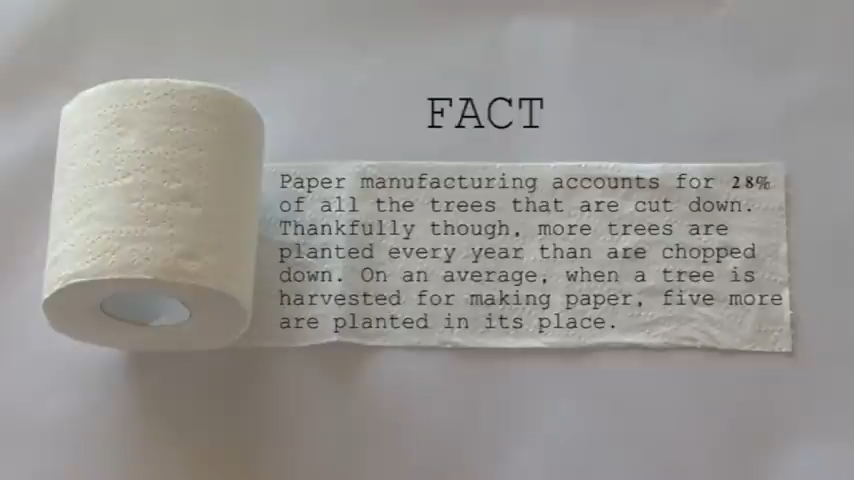 FACT
Paper manufacturing accounts for 28%
of all the trees that are cut down.
Thankfully though, more trees are
planted every year than are chopped
down. On an average, when a tree is
harvested for making paper, five more
are planted in its place.